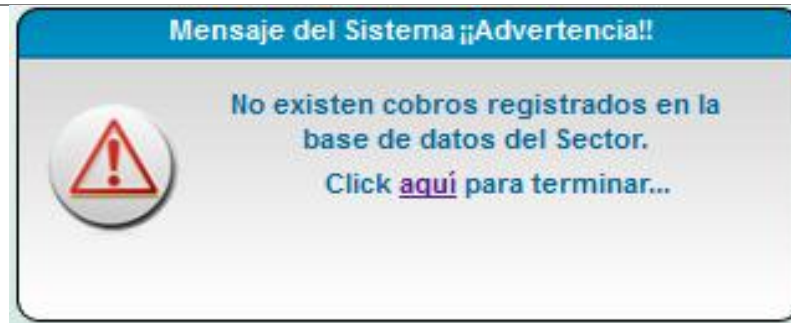 Mensaje del Sistema ¡¡Advertencia!!
No existen cobros registrados en la
base de datos del Sector.
Click aquí para terminar...